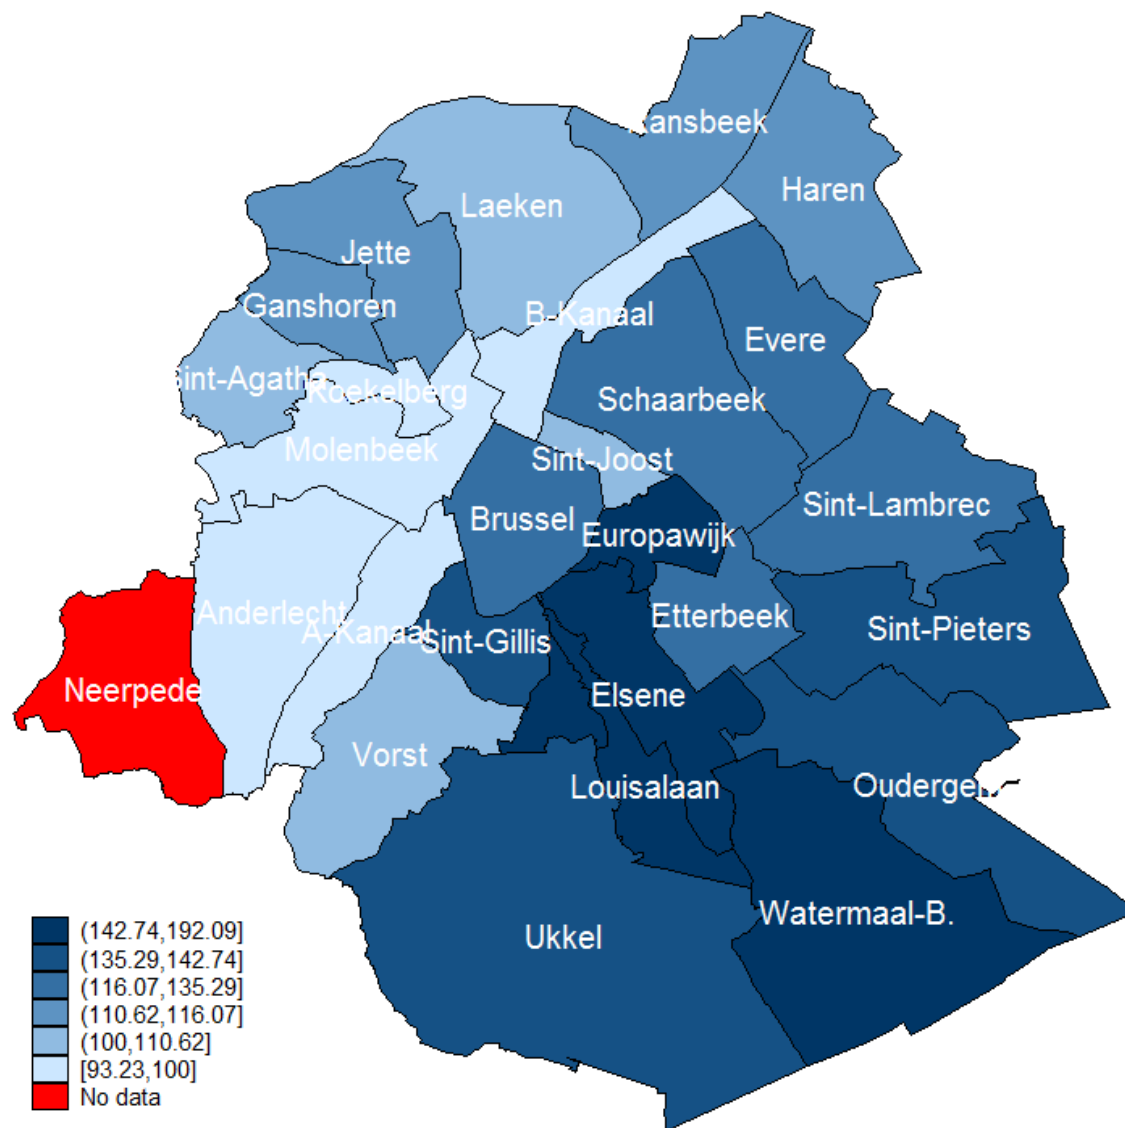 ansbeek
Haren
Laeken
Jette
Ganshoren
B-Kanaal
Evere
Sint-Agatha
Koekelberg
Schaarbeek
Molenbeek
Sint-Joost
Sint-Lambrec
Brussel
Europawijk
Anderlecht
A-Kanaal
Sint-Gillis
Etterbeek
Sint-Pieters
Neerpede
Elsene
Vorst
Louisalaan
Oudergem
Watermaal-B.
Ukkel
(142.74,192.09]
(135.29,142.74]
(116.07,135.29]
(110.62,116.07]
(100,110.62]
[93.23,100]
No data